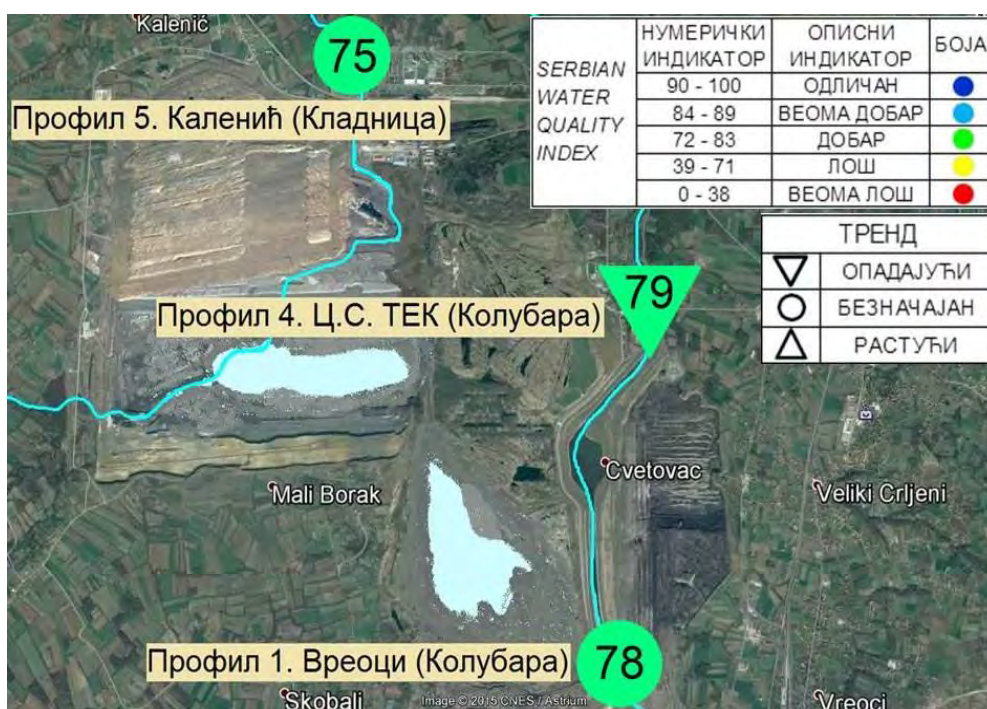 Kalenić
75
Профил 5. Каленић (Кладница)
SERBIAN
WATER
QUALITY
INDEX
НУМЕРИЧКИ
ИНДИКАТОР
ОПИСНИ
ИНДИКАТОР
БОЈА
90 - 100 ОДЛИЧАН
84 - 89 ВЕОМА ДОБАР
72 - 83 ДОБАР
39 - 71 ЛОШ
0 - 38 ВЕОМА ЛОШ
ТРЕНД
ОПАДАЈУЋИ
БЕЗНАЧАЈАН
РАСТУЋИ
79
Профил 4. Ц.С. ТЕК (Колубара)
Cvetovac
Mali Borak
Veliki Crljeni
Профил 1. Вреоци (Колубара)
78
Skobalj
Image © 2015 CNES / Astrium
Vreoci